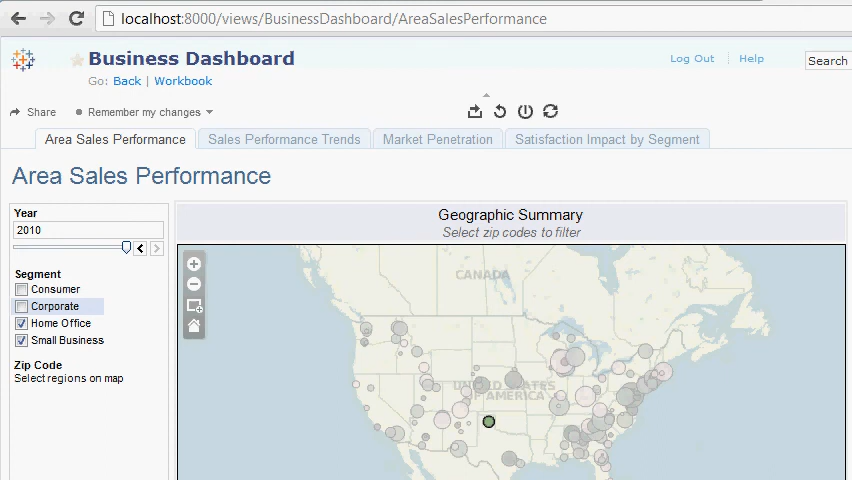 localhost:8000/views/BusinessDashboard/AreaSalesPerformance
Business Dashboard
Log Out | Help
Search
Go: Back | Workbook
Share
Remember my changes
Area Sales Performance
Sales Performance Trends
Market Penetration
Satisfaction Impact by Segment
Area Sales Performance
Year
2010
Segment
Consumer
Corporate
Home Office
Small Business
Zip Code
Select regions on map
Geographic Summary
Select zip codes to filter
CANADA
UNITED STATES
OF AMERICA